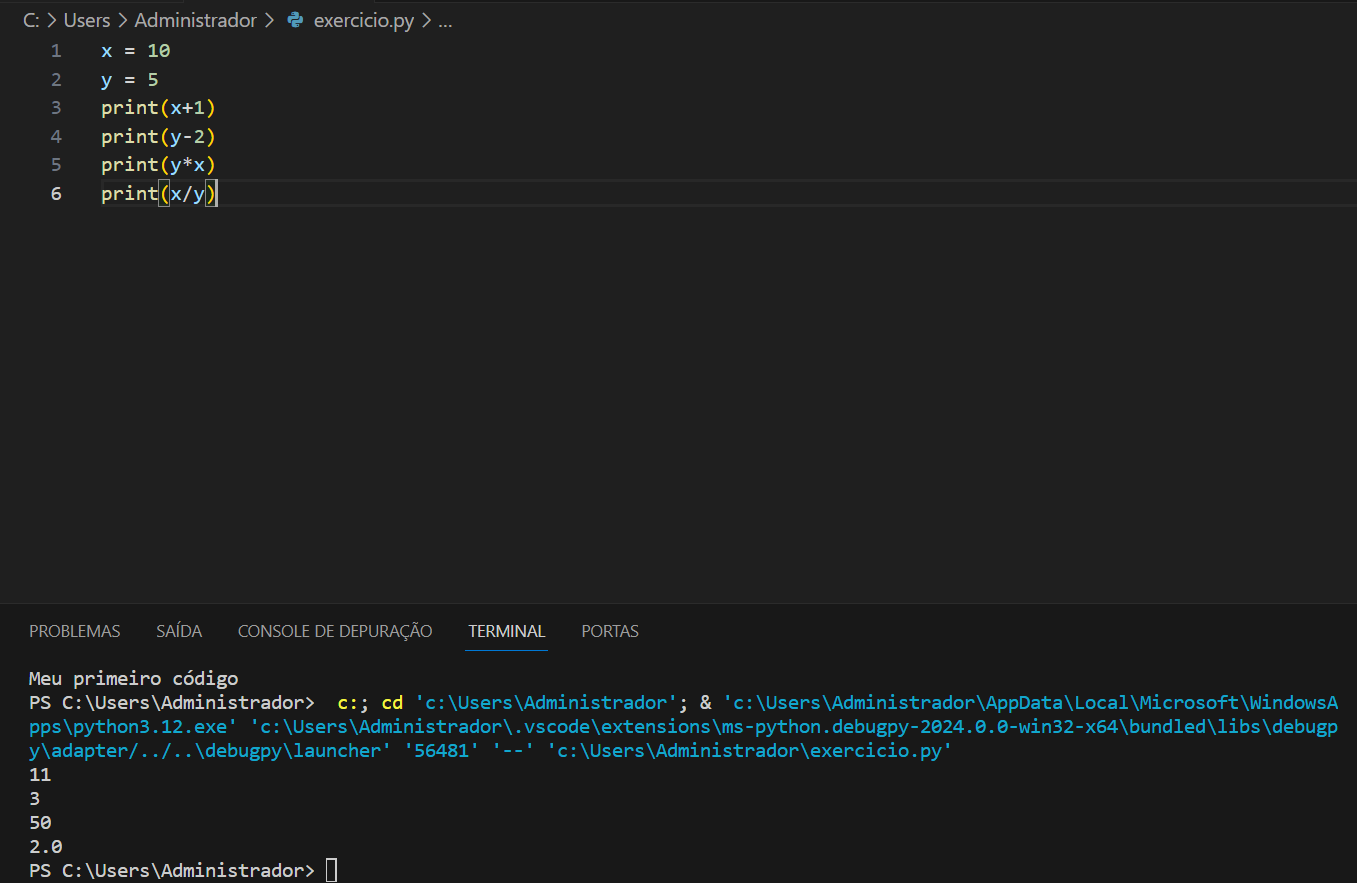 C: > Users > Administrador > exercicio.py > ...
1 x = 10
2 y = 5
3 print(x+1)
4 print(y-2)
5 print(y*x)
6 print(x/y)
PROBLEMAS SAÍDA CONSOLE DE DEPURAÇÃO TERMINAL PORTAS
Meu primeiro código
PS C:\Users\Administrador>  c:; cd 'c:\Users\Administrador'; & 'c:\Users\Administrador\AppData\Local\Microsoft\WindowsA
pps\python3.12.exe' 'c:\Users\Administrador\.vscode\extensions\ms-python.debugpy-2024.0.0-win32-x64\bundled\libs\debugp
y\adapter/../..\debugpy\launcher' '56481' '--' 'c:\Users\Administrador\exercicio.py'
11
3
50
2.0
PS C:\Users\Administrador>